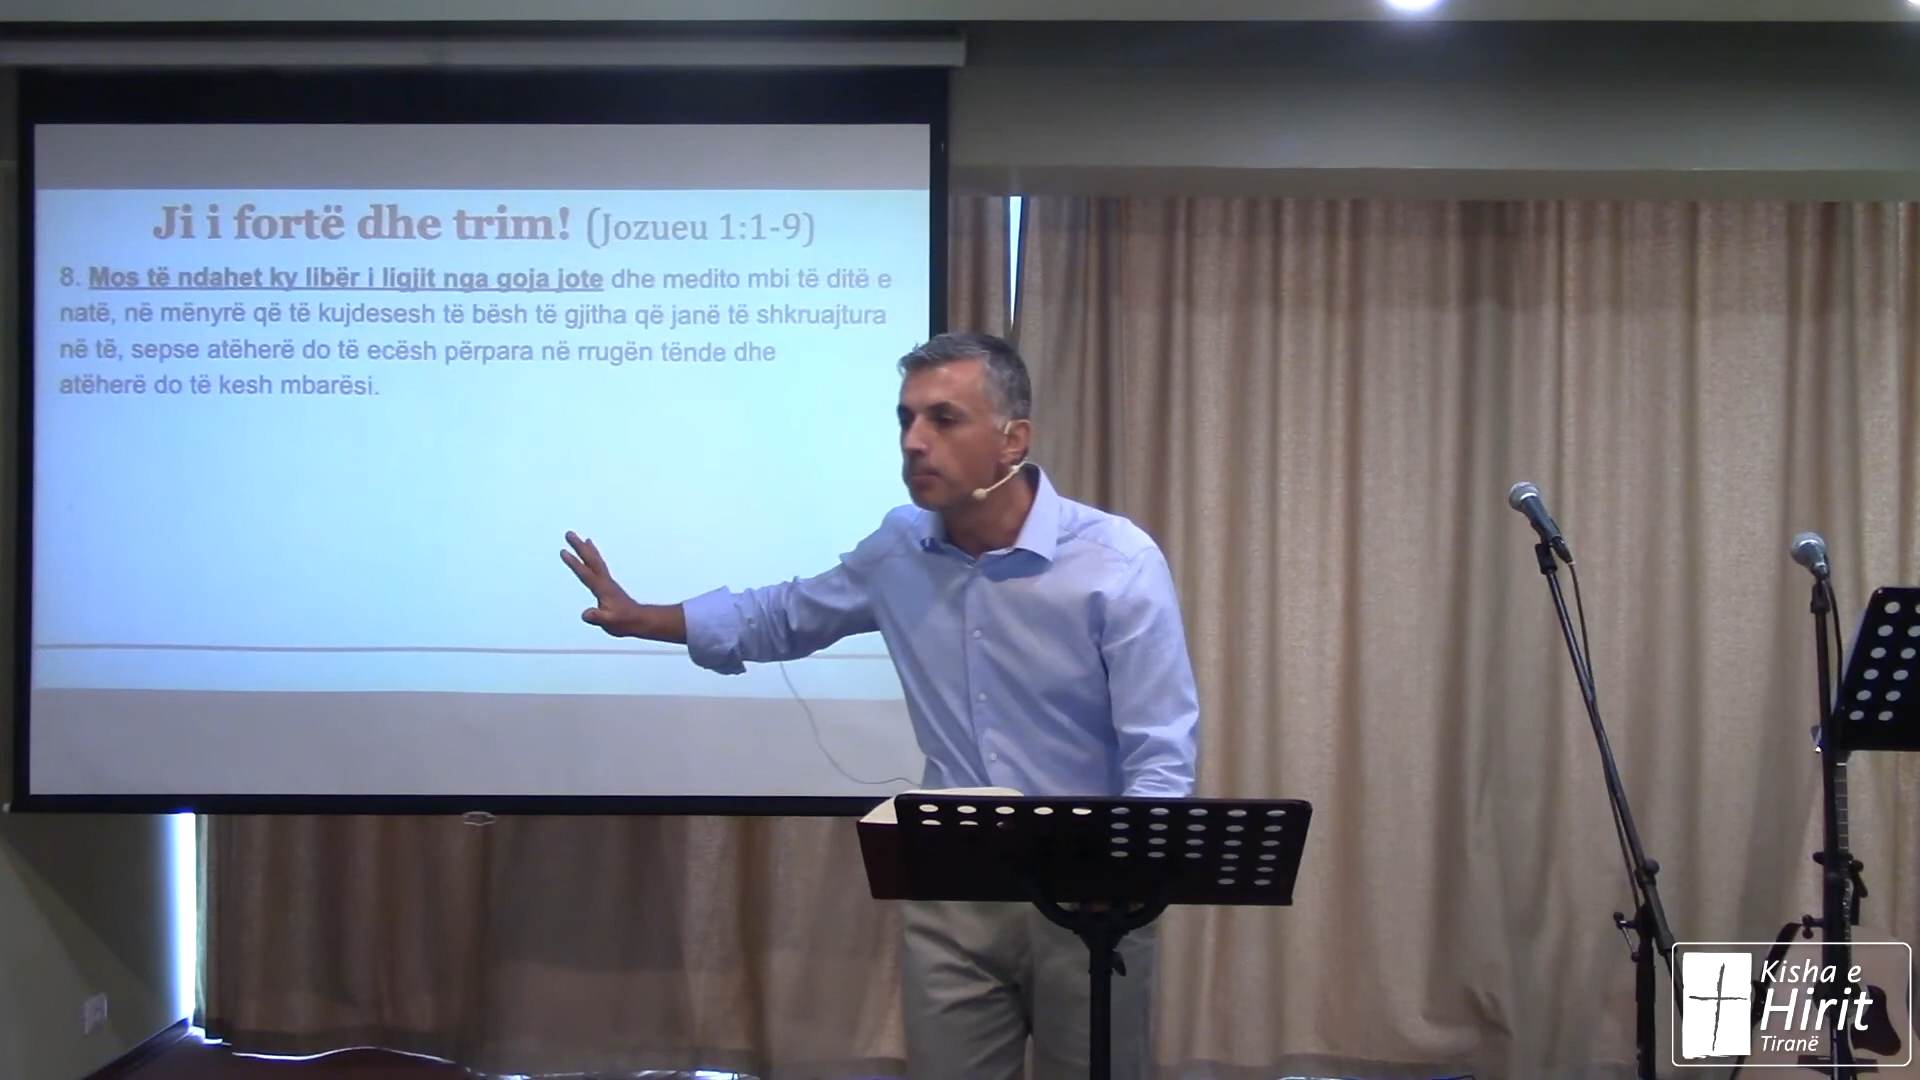 Ji i fortë dhe trim! (Jozueu 1:1-9)
8. Mos të ndahet ky libër i ligjit nga goja jote dhe medito mbi të ditë e
natë, në mënyrë që të kujdesesh të bësh të gjitha që janë të shkruajtura
në të, sepse atëherë do të ecësh përpara në rrugën tënde dhe
atëherë do të kesh mbarësi.
Kisha e
Hirit
Tiranë